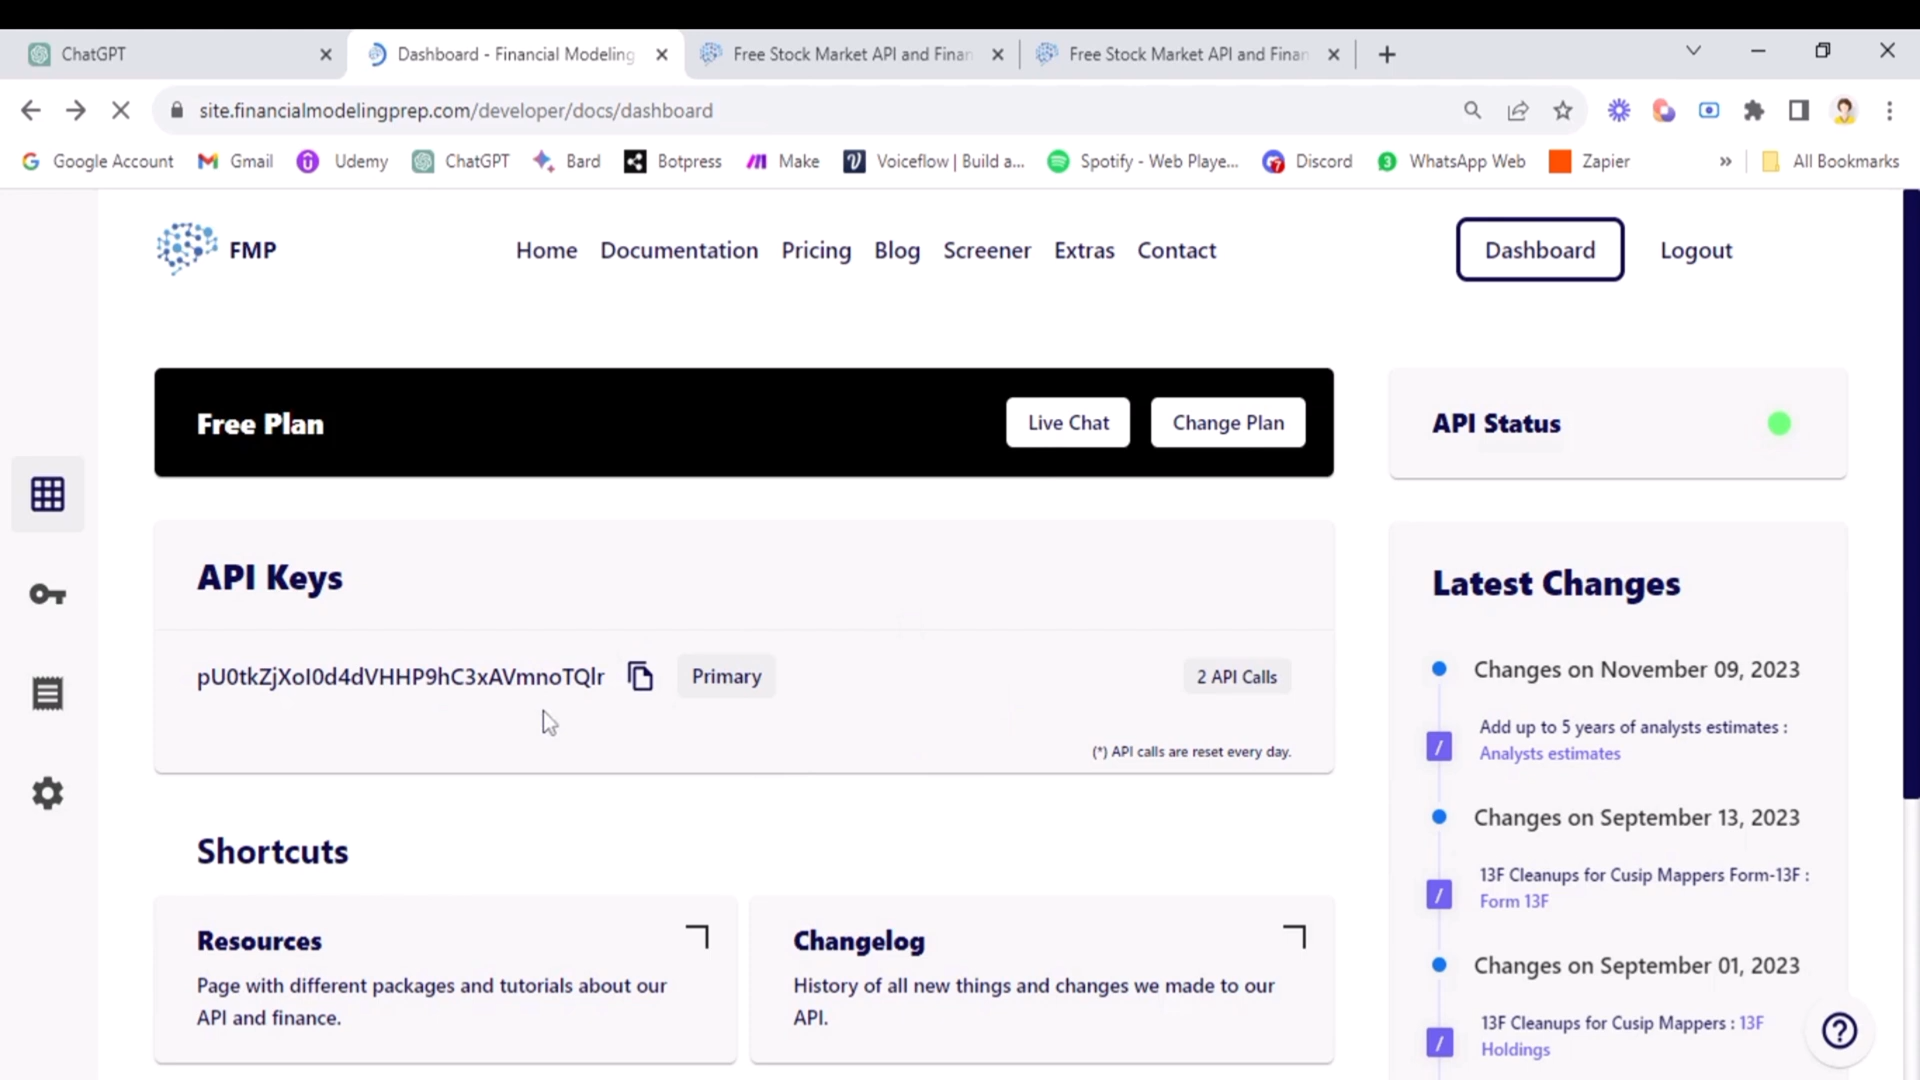 ChatGPT
Dashboard - Financial Modeling
Free Stock Market API and Finan
Free Stock Market API and Finan
site.financialmodelingprep.com/developer/docs/dashboard
Google Account
Gmail
Udemy
ChatGPT
Bard
Botpress
Make
Voiceflow | Build a...
Spotify - Web Playe...
Discord
WhatsApp Web
Zapier
»
All Bookmarks
FMP
Home Documentation Pricing Blog Screener Extras Contact
Dashboard
Logout
Free Plan
Live Chat
Change Plan
API Status
API Keys
pU0tkZjXoI0d4dVHHP9hC3xAVmnoTQlr
Primary
2 API Calls
(*) API calls are reset every day.
Shortcuts
Resources
Page with different packages and tutorials about our
API and finance.
Changelog
History of all new things and changes we made to our
API.
Latest Changes
Changes on November 09, 2023
/
Add up to 5 years of analysts estimates :
Analysts estimates
Changes on September 13, 2023
/
13F Cleanups for Cusip Mappers Form-13F :
Form 13F
Changes on September 01, 2023
/
13F Cleanups for Cusip Mappers : 13F
Holdings